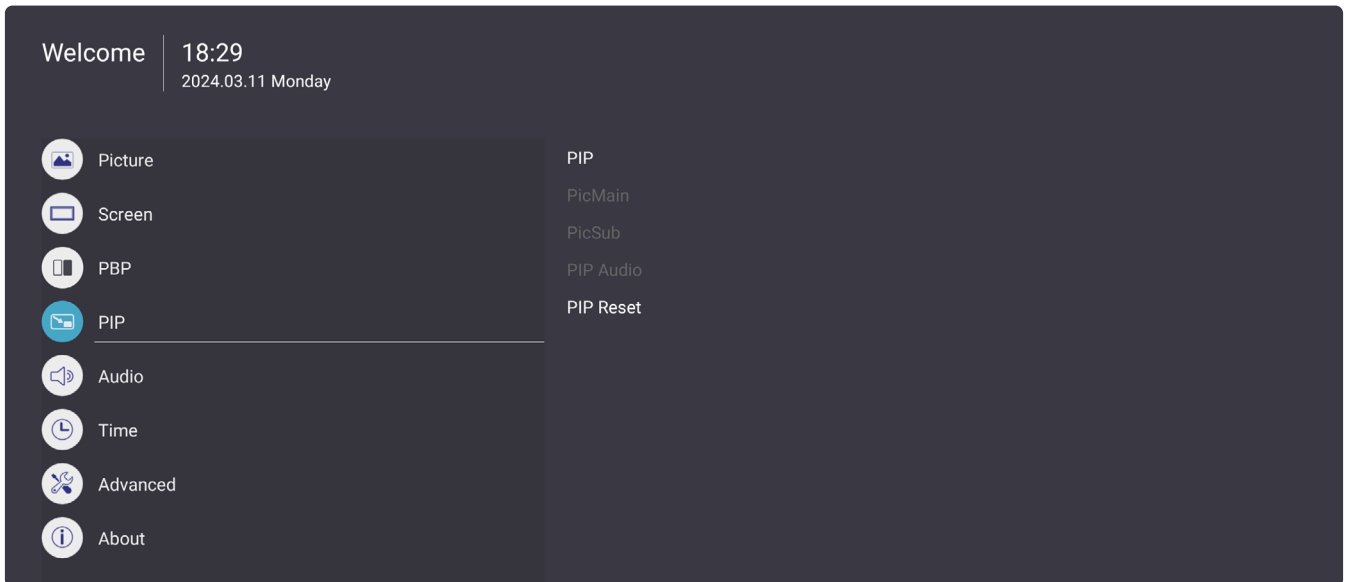 Welcome
18:29
2024.03.11 Monday
Picture
Screen
PBP
PIP
Audio
Time
Advanced
About
PIP
PicMain
PicSub
PIP Audio
PIP Reset